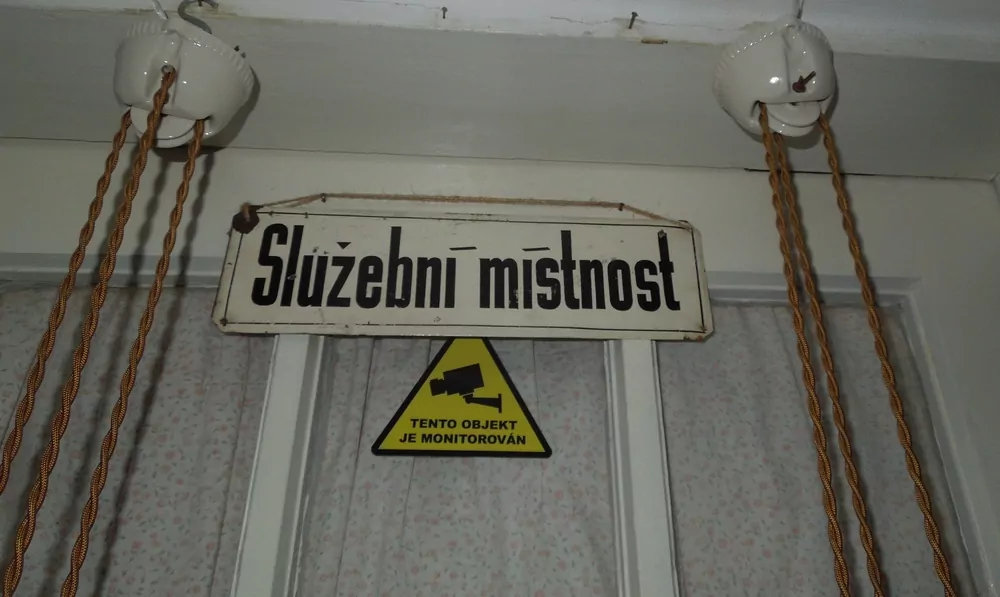 Služební místnost
TENTO OBJEKT
JE MONITOROVÁN